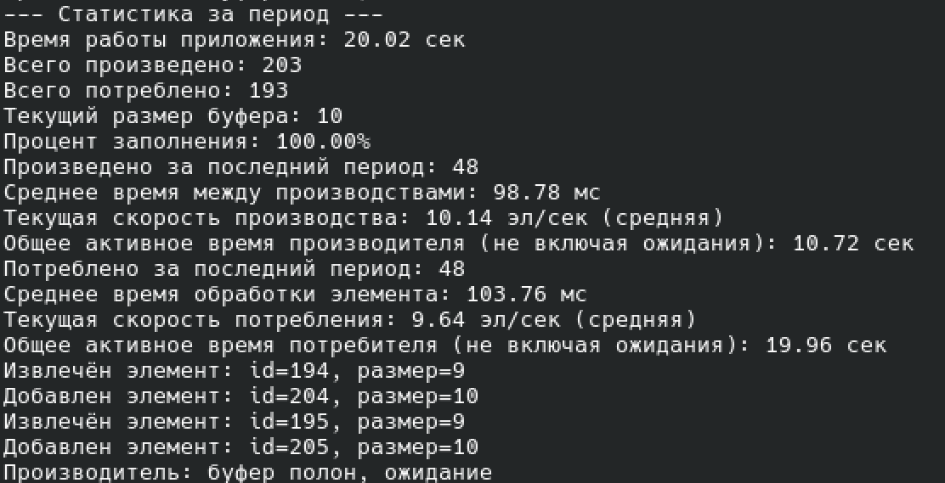 --- Статистика за период ---
Время работы приложения: 20.02 сек
Всего произведено: 203
Всего потреблено: 193
Текущий размер буфера: 10
Процент заполнения: 100.00%
Произведено за последний период: 48
Среднее время между производствами: 98.78 мс
Текущая скорость производства: 10.14 эл/сек (средняя)
Общее активное время производителя (не включая ожидания): 10.72 сек
Потреблено за последний период: 48
Среднее время обработки элемента: 103.76 мс
Текущая скорость потребления: 9.64 эл/сек (средняя)
Общее активное время потребителя (не включая ожидания): 19.96 сек
Извлечён элемент: id=194, размер=9
Добавлен элемент: id=204, размер=10
Извлечён элемент: id=195, размер=9
Добавлен элемент: id=205, размер=10
Производитель: буфер полон, ожидание